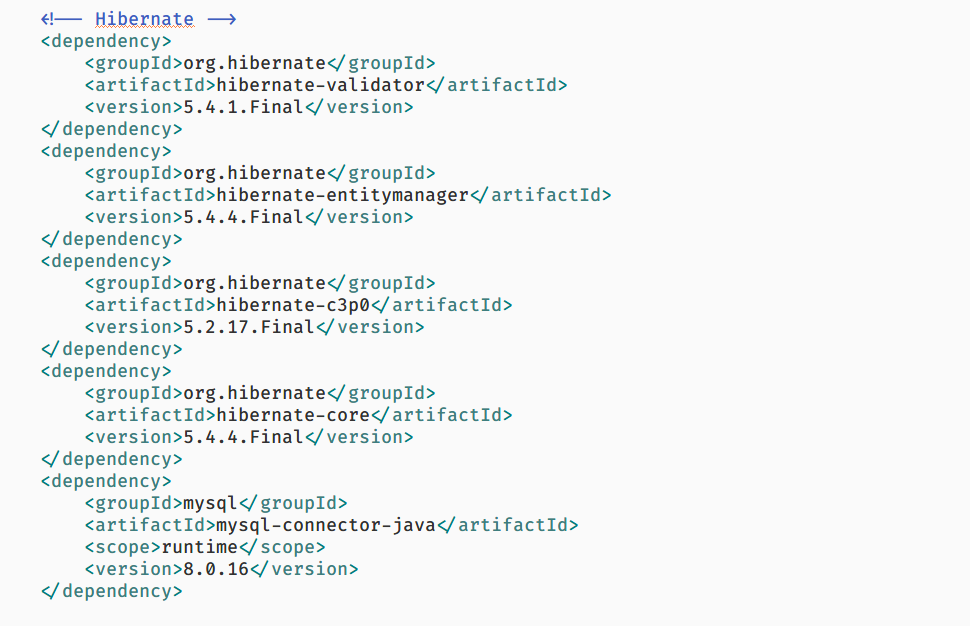 <!-- Hibernate -->
<dependency>
<groupId>org.hibernate</groupId>
<artifactId>hibernate-validator</artifactId>
<version>5.4.1.Final</version>
</dependency>
<dependency>
<groupId>org.hibernate</groupId>
<artifactId>hibernate-entitymanager</artifactId>
<version>5.4.4.Final</version>
</dependency>
<dependency>
<groupId>org.hibernate</groupId>
<artifactId>hibernate-c3p0</artifactId>
<version>5.2.17.Final</version>
</dependency>
<dependency>
<groupId>org.hibernate</groupId>
<artifactId>hibernate-core</artifactId>
<version>5.4.4.Final</version>
</dependency>
<dependency>
<groupId>mysql</groupId>
<artifactId>mysql-connector-java</artifactId>
<scope>runtime</scope>
<version>8.0.16</version>
</dependency>